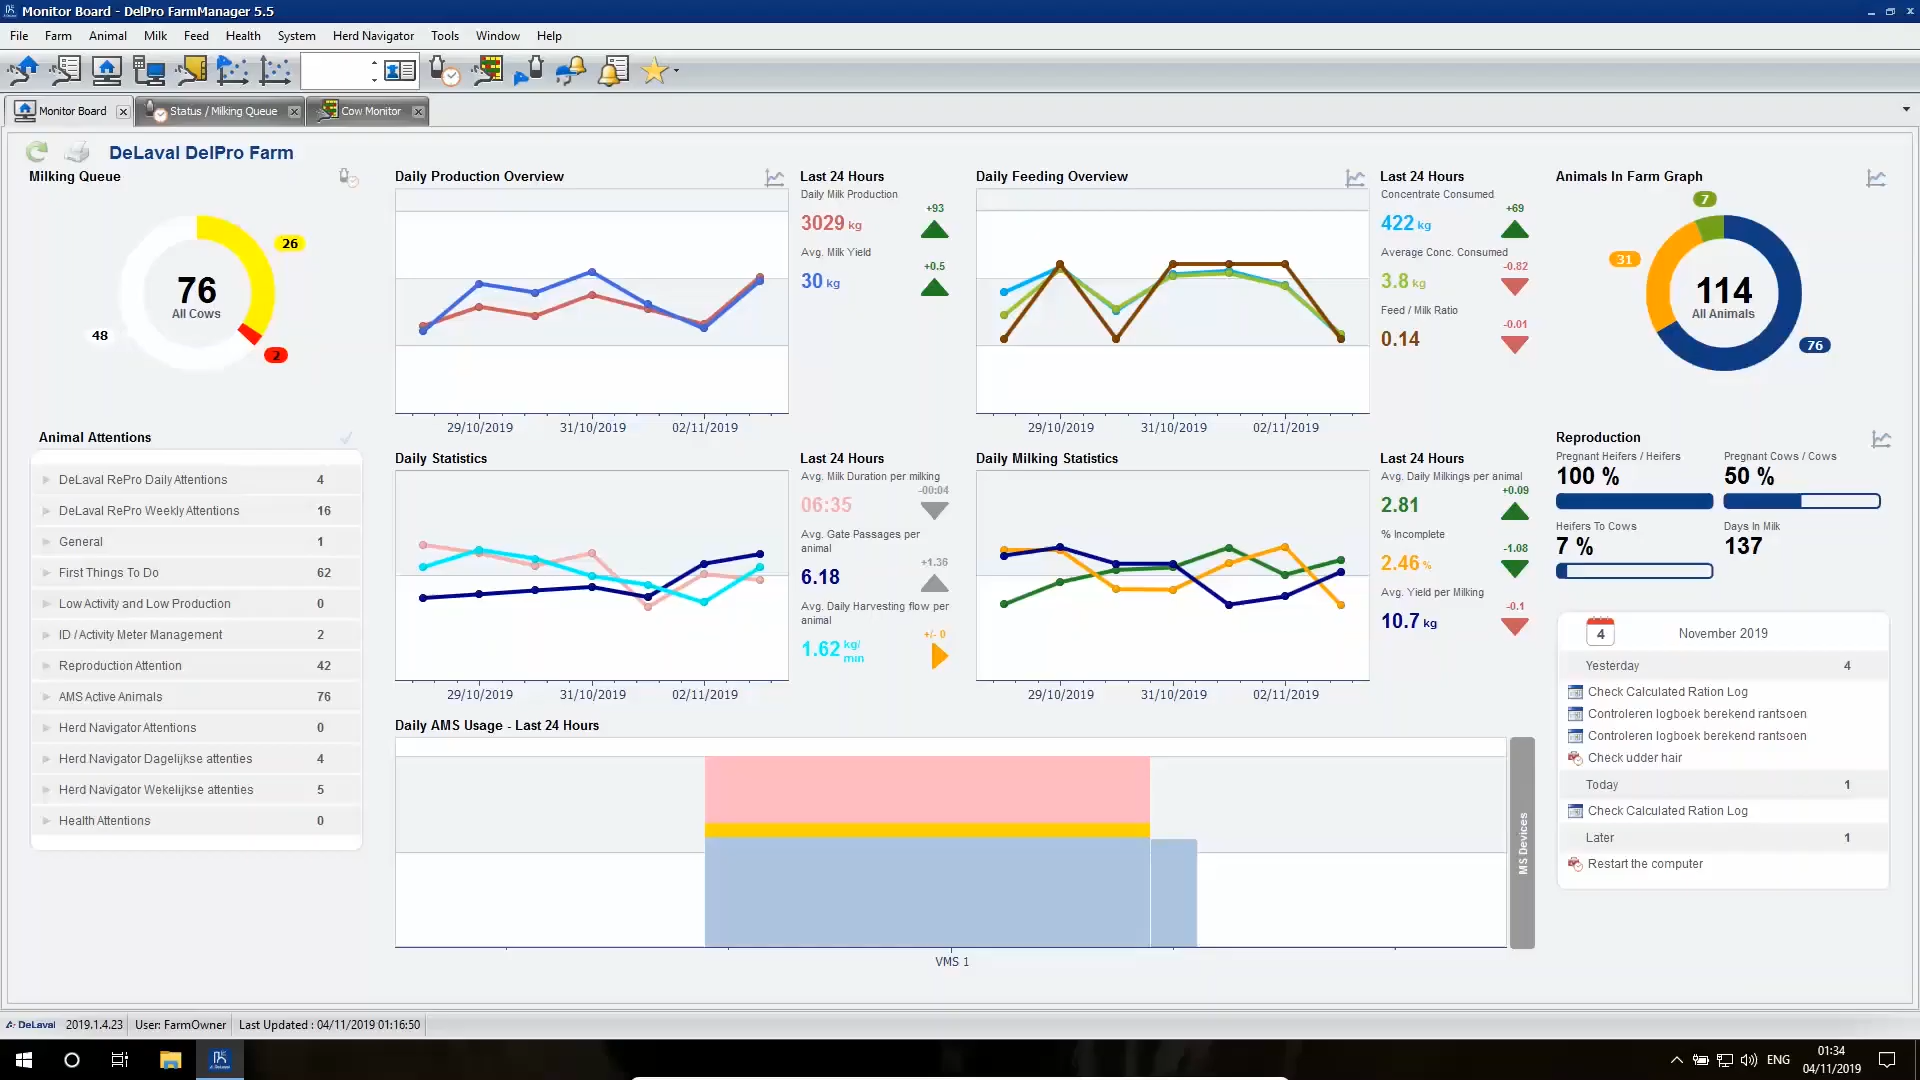 Monitor Board - DelPro FarmManager 5.5
File Farm Animal Milk Feed Health System Herd Navigator Tools Window Help
Monitor Board Status / Milking Queue Cow Monitor
DeLaval DelPro Farm
Milking Queue
26
76
All Cows
48
2
Daily Production Overview
29/10/2019 31/10/2019 02/11/2019
Last 24 Hours
Daily Milk Production
+93
3029 kg
Avg. Milk Yield
+0.5
30 kg
Daily Feeding Overview
29/10/2019 31/10/2019 02/11/2019
Last 24 Hours
Concentrate Consumed
+69
422 kg
Average Conc. Consumed
-0.82
3.8 kg
Feed / Milk Ratio
-0.01
0.14
Animals In Farm Graph
7
31
114
All Animals
76
Animal Attentions
DeLaval RePro Daily Attentions 4
DeLaval RePro Weekly Attentions 16
General 1
First Things To Do 62
Low Activity and Low Production 0
ID / Activity Meter Management 2
Reproduction Attention 42
AMS Active Animals 76
Herd Navigator Attentions 0
Herd Navigator Dagelijkse attenties 4
Herd Navigator Wekelijkse attenties 5
Health Attentions 0
Daily Statistics
29/10/2019 31/10/2019 02/11/2019
Last 24 Hours
Avg. Milk Duration per milking
-00:04
06:35
Avg. Gate Passages per
animal
+1.36
6.18
Avg. Daily Harvesting flow per
animal
+/- 0
1.62 kg/
min
Daily Milking Statistics
29/10/2019 31/10/2019 02/11/2019
Last 24 Hours
Avg. Daily Milkings per animal
+0.09
2.81
% Incomplete
-1.08
2.46 %
Avg. Yield per Milking
-0.1
10.7 kg
Reproduction
Pregnant Heifers / Heifers Pregnant Cows / Cows
100 % 50 %
Heifers To Cows Days In Milk
7 % 137
4 November 2019
Yesterday 4
Check Calculated Ration Log
Controleren logboek berekend rantsoen
Controleren logboek berekend rantsoen
Check udder hair
Today 1
Check Calculated Ration Log
Later 1
Restart the computer
Daily AMS Usage - Last 24 Hours
MS Devices
VMS 1
DeLaval 2019.1.4.23 User: FarmOwner Last Updated : 04/11/2019 01:16:50
ENG
01:34
04/11/2019